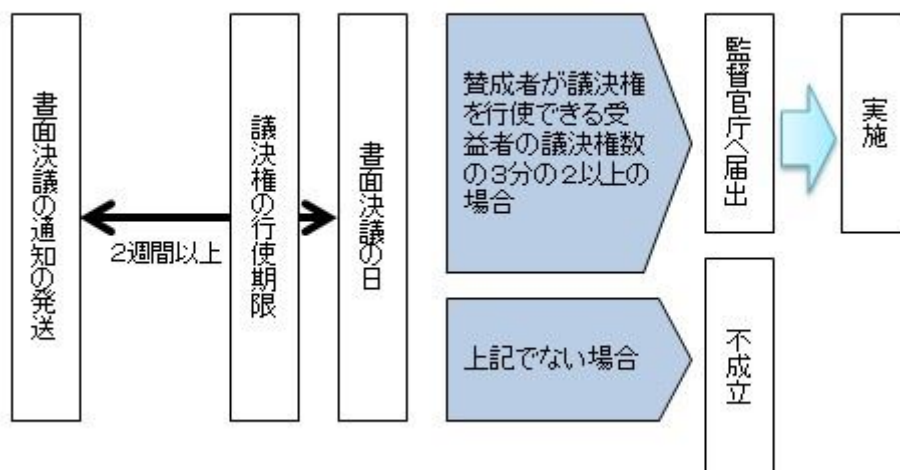 書面決議の通知の発送
2週間以上
議決権の行使期限
書面決議の日
賛成者が議決権
を行使できる受
益者の議決権数
の3分の2以上の
場合
監督官庁へ届出
実施
上記でない場合
不成立